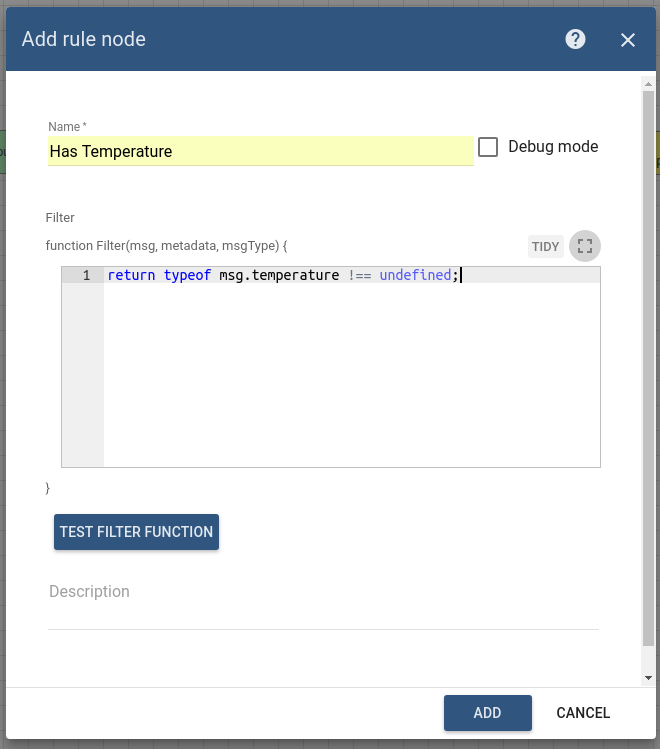 Add rule node
?
Name *
Has Temperature
Debug mode
Filter
function Filter(msg, metadata, msgType) {
TIDY
1 return typeof msg.temperature !== undefined;
}
TEST FILTER FUNCTION
Description
ADD CANCEL